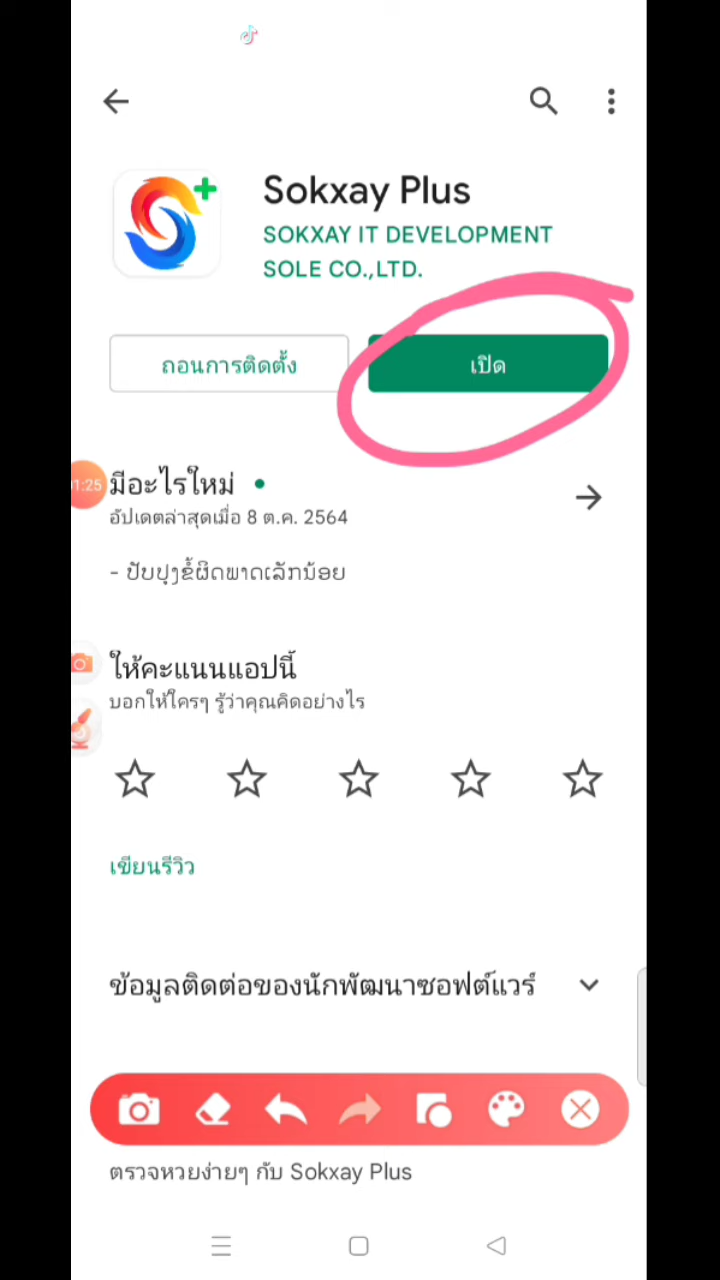 Sokxay Plus
SOKXAY IT DEVELOPMENT
SOLE CO.,LTD.
ถอนการติดตั้ง
เปิด
มีอะไรใหม่
อัปเดตล่าสุดเมื่อ 8 ต.ค. 2564
1:25
- ປັບປຸງຂໍ້ຜິດພາດເລັກນ້ອຍ
ให้คะแนนแอปนี้
บอกให้ใครๆ รู้ว่าคุณคิดอย่างไร
เขียนรีวิว
ข้อมูลติดต่อของนักพัฒนาซอฟต์แวร์
ตรวจหวยง่ายๆ กับ Sokxay Plus